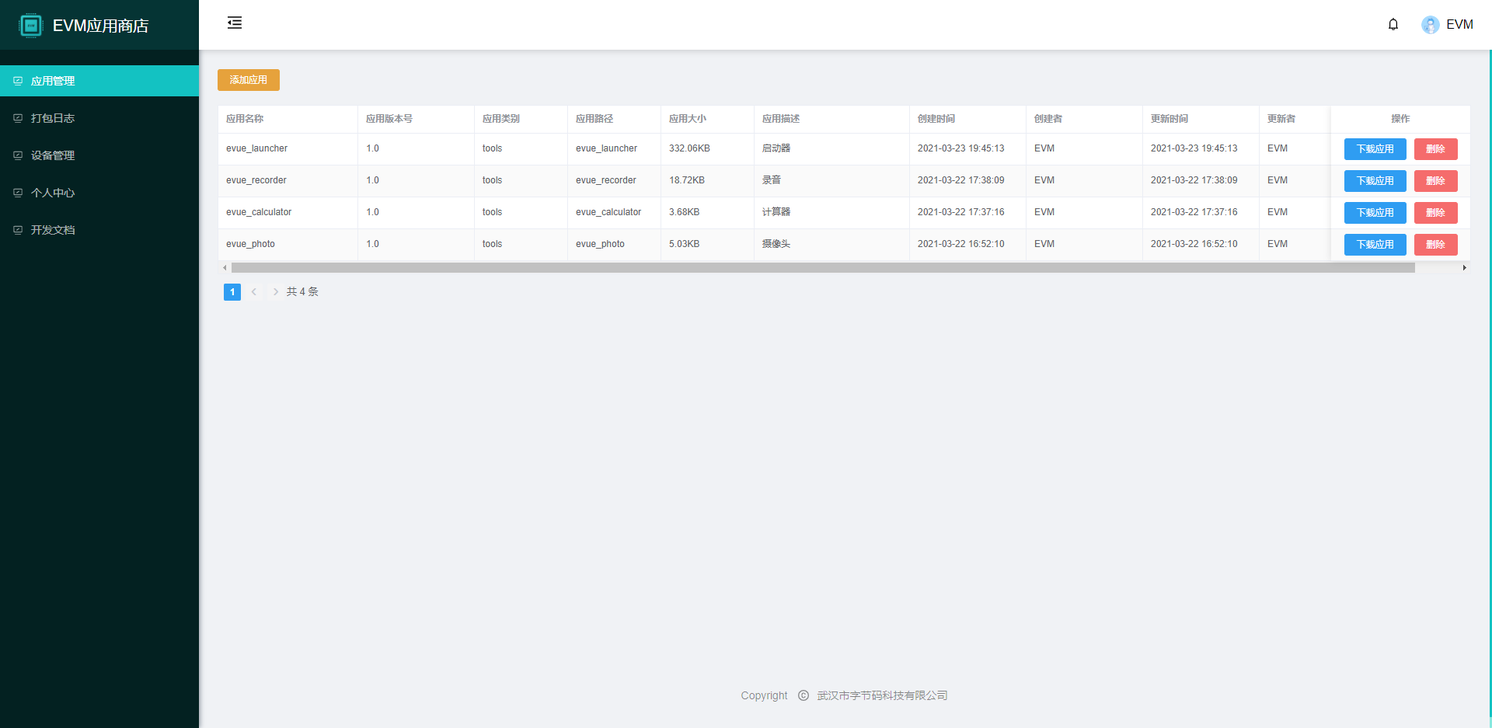 EVM应用商店
EVM
应用管理
打包日志
设备管理
个人中心
开发文档
添加应用
应用名称 应用版本号 应用类别 应用路径 应用大小 应用描述 创建时间 创建者 更新时间 更新者 操作
evue_launcher 1.0 tools evue_launcher 332.06KB 启动器 2021-03-23 19:45:13 EVM 2021-03-23 19:45:13 EVM 下载应用 删除
evue_recorder 1.0 tools evue_recorder 18.72KB 录音 2021-03-22 17:38:09 EVM 2021-03-22 17:38:09 EVM 下载应用 删除
evue_calculator 1.0 tools evue_calculator 3.68KB 计算器 2021-03-22 17:37:16 EVM 2021-03-22 17:37:16 EVM 下载应用 删除
evue_photo 1.0 tools evue_photo 5.03KB 摄像头 2021-03-22 16:52:10 EVM 2021-03-22 16:52:10 EVM 下载应用 删除
1 共 4 条
Copyright © 武汉市字节码科技有限公司